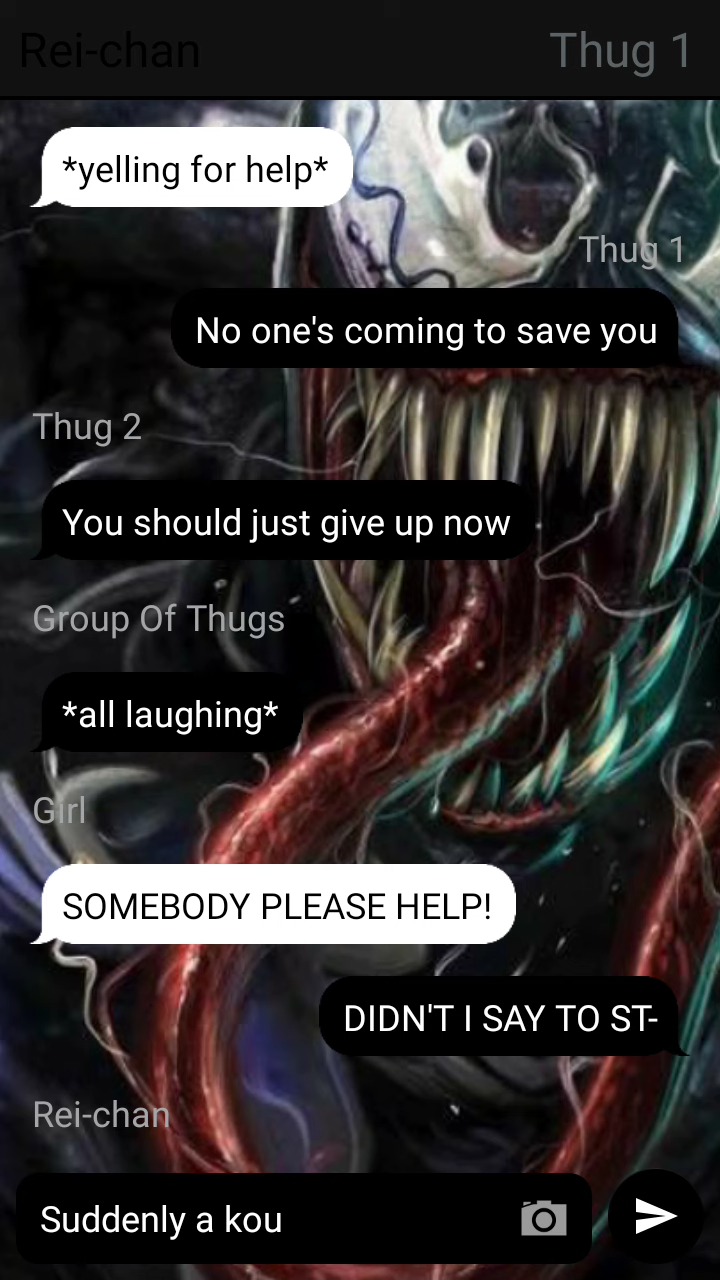 Rei-chan
Thug 1
*yelling for help*
Thug 1
No one's coming to save you
Thug 2
You should just give up now
Group Of Thugs
*all laughing*
Girl
SOMEBODY PLEASE HELP!
DIDN'T I SAY TO ST-
Rei-chan
Suddenly a kou